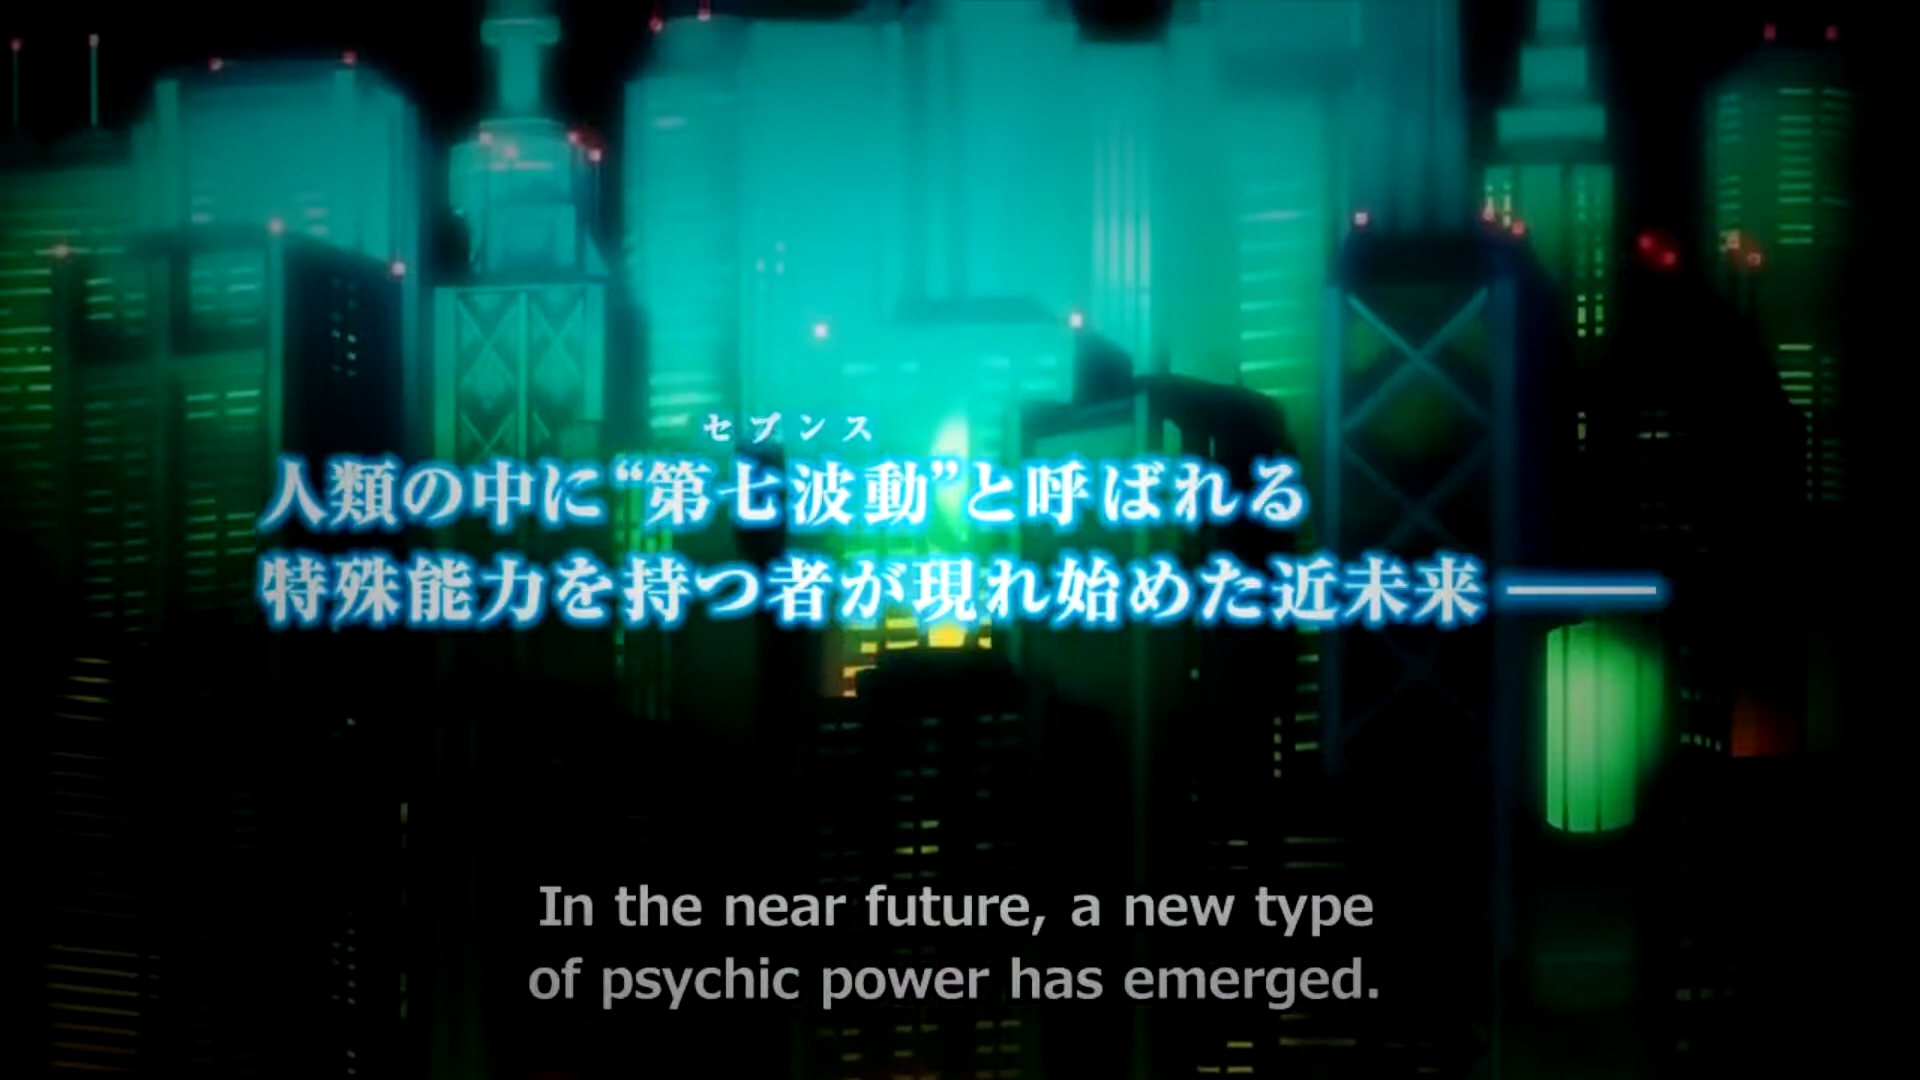 セブンス
人類の中に“第七波動”と呼ばれる
特殊能力を持つ者が現れ始めた近未来――
In the near future, a new type
of psychic power has emerged.